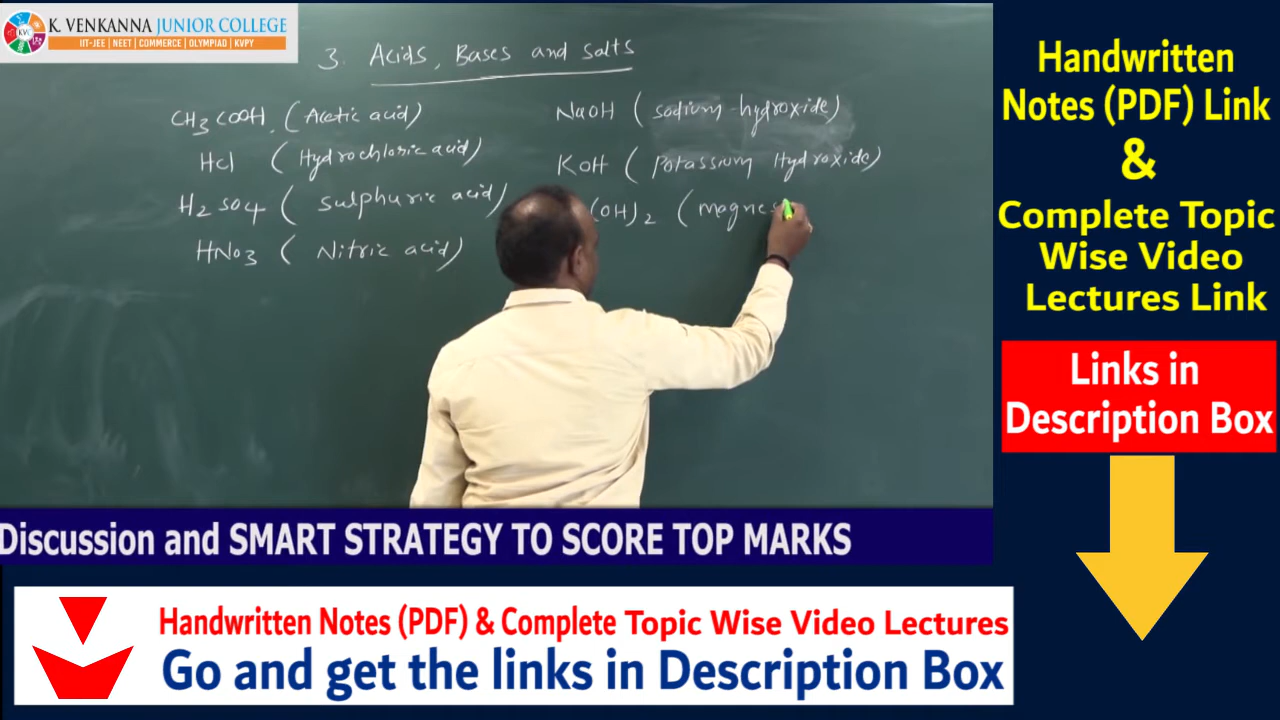 K. VENKANNA JUNIOR COLLEGE
IIT-JEE | NEET | COMMERCE | OLYMPIAD | KVPY
KVC
3. Acids, Bases and salts
CH3COOH. (Acetic acid)
HCl (Hydrochloric acid)
H2SO4 (sulphuric acid)
HNO3 (Nitric acid)
NaOH (sodium hydroxide)
KOH (Potassium Hydroxide)
(OH)2 (magnes
Discussion and SMART STRATEGY TO SCORE TOP MARKS
Handwritten Notes (PDF) & Complete Topic Wise Video Lectures
Go and get the links in Description Box
Handwritten
Notes (PDF) Link
&
Complete Topic
Wise Video
Lectures Link
Links in
Description Box